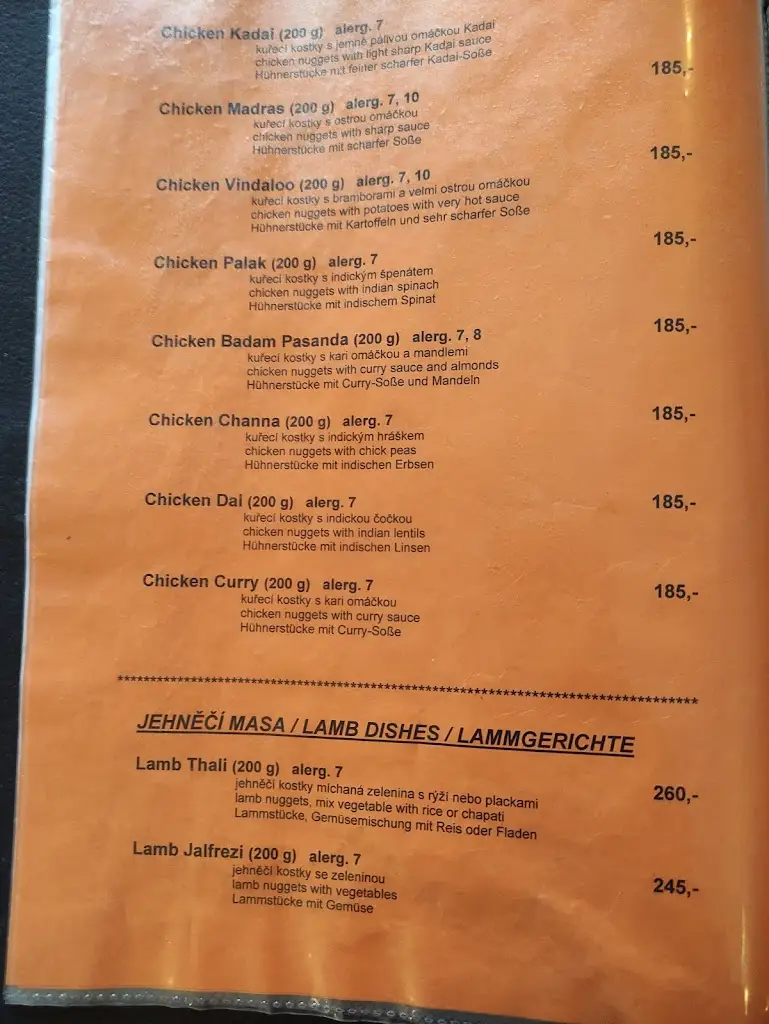 Chicken Kadai (200 g) alerg. 7
kuřecí kostky s jemně pálivou omáčkou Kadai
chicken nuggets with light sharp Kadai sauce
Hühnerstücke mit feiner scharfer Kadai-Soße
185,-
Chicken Madras (200 g) alerg. 7, 10
kuřecí kostky s ostrou omáčkou
chicken nuggets with sharp sauce
Hühnerstücke mit scharfer Soße
185,-
Chicken Vindaloo (200 g) alerg. 7, 10
kuřecí kostky s bramborami a velmi ostrou omáčkou
chicken nuggets with potatoes with very hot sauce
Hühnerstücke mit Kartoffeln und sehr scharfer Soße
185,-
Chicken Palak (200 g) alerg. 7
kuřecí kostky s indickým špenátem
chicken nuggets with indian spinach
Hühnerstücke mit indischem Spinat
185,-
Chicken Badam Pasanda (200 g) alerg. 7, 8
kuřecí kostky s kari omáčkou a mandlemi
chicken nuggets with curry sauce and almonds
Hühnerstücke mit Curry-Soße und Mandeln
185,-
Chicken Channa (200 g) alerg. 7
kuřecí kostky s indickým hráškem
chicken nuggets with chick peas
Hühnerstücke mit indischen Erbsen
185,-
Chicken Dal (200 g) alerg. 7
kuřecí kostky s indickou čočkou
chicken nuggets with indian lentils
Hühnerstücke mit indischen Linsen
185,-
Chicken Curry (200 g) alerg. 7
kuřecí kostky s kari omáčkou
chicken nuggets with curry sauce
Hühnerstücke mit Curry-Soße
JEHNĚČÍ MASA / LAMB DISHES / LAMMGERICHTE
Lamb Thali (200 g) alerg. 7
jehněčí kostky míchaná zelenina s rýží nebo plackami
lamb nuggets, mix vegetable with rice or chapati
Lammstücke, Gemüsemischung mit Reis oder Fladen
260,-
Lamb Jalfrezi (200 g) alerg. 7
jehněčí kostky se zeleninou
lamb nuggets with vegetables
Lammstücke mit Gemüse
245,-